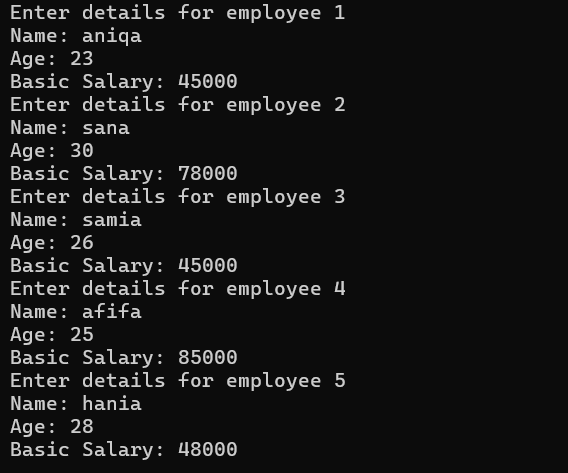 Enter details for employee 1
Name: aniqa
Age: 23
Basic Salary: 45000
Enter details for employee 2
Name: sana
Age: 30
Basic Salary: 78000
Enter details for employee 3
Name: samia
Age: 26
Basic Salary: 45000
Enter details for employee 4
Name: afifa
Age: 25
Basic Salary: 85000
Enter details for employee 5
Name: hania
Age: 28
Basic Salary: 48000